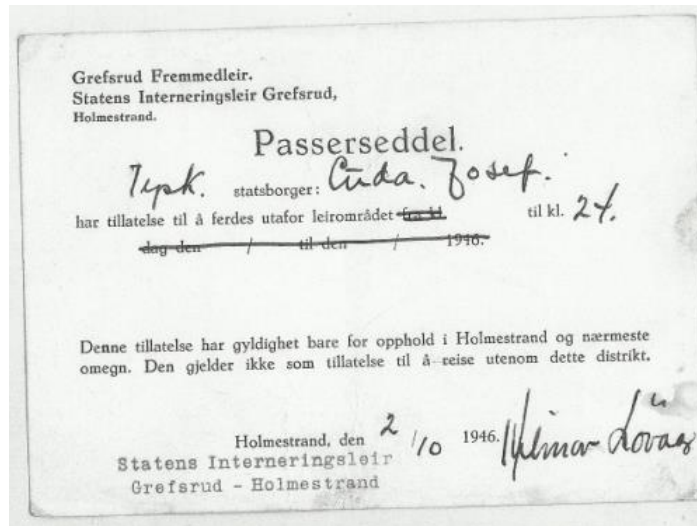 Grefsrud Fremmedleir.
Statens Interneringsleir Grefsrud,
Holmestrand.
Passerseddel.
Tysk. statsborger: Cuda. Josef.
har tillatelse til å ferdes utafor leirområdet fra kl. til kl. 24.
dag den / til den / 1946.
Denne tillatelse har gyldighet bare for opphold i Holmestrand og nærmeste
omegn. Den gjelder ikke som tillatelse til å reise utenom dette distrikt.
Holmestrand, den 2/10 1946. Hilmar
Statens Interneringsleir
Grefsrud - Holmestrand